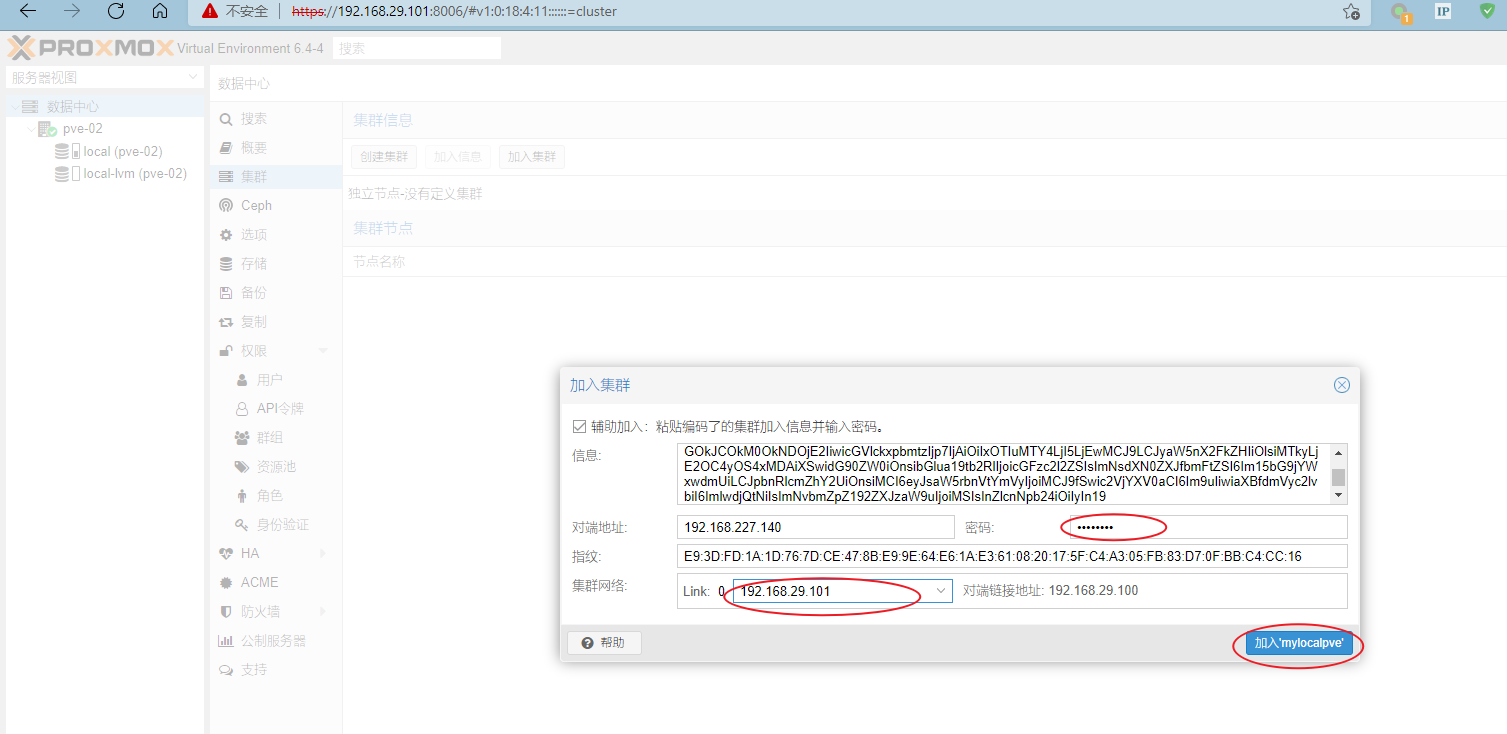 不安全 https://192.168.29.101:8006/#v1:0:18:4:11::::::=cluster
1 IP
PROXMOX Virtual Environment 6.4-4 搜索
服务器视图
数据中心
pve-02
local (pve-02)
local-lvm (pve-02)
数据中心
搜索
概要
集群
Ceph
选项
存储
备份
复制
权限
用户
API令牌
群组
资源池
角色
身份验证
HA
ACME
防火墙
公制服务器
支持
集群信息
创建集群 加入信息 加入集群
独立节点-没有定义集群
集群节点
节点名称
加入集群
辅助加入: 粘贴编码了的集群加入信息并输入密码。
信息:
对端地址: 192.168.227.140 密码: ••••••••
指纹: E9:3D:FD:1A:1D:76:7D:CE:47:8B:E9:9E:64:E6:1A:E3:61:08:20:17:5F:C4:A3:05:FB:83:D7:0F:BB:C4:CC:16
集群网络: Link: 0 192.168.29.101 对端链接地址: 192.168.29.100
帮助 加入'mylocalpve'